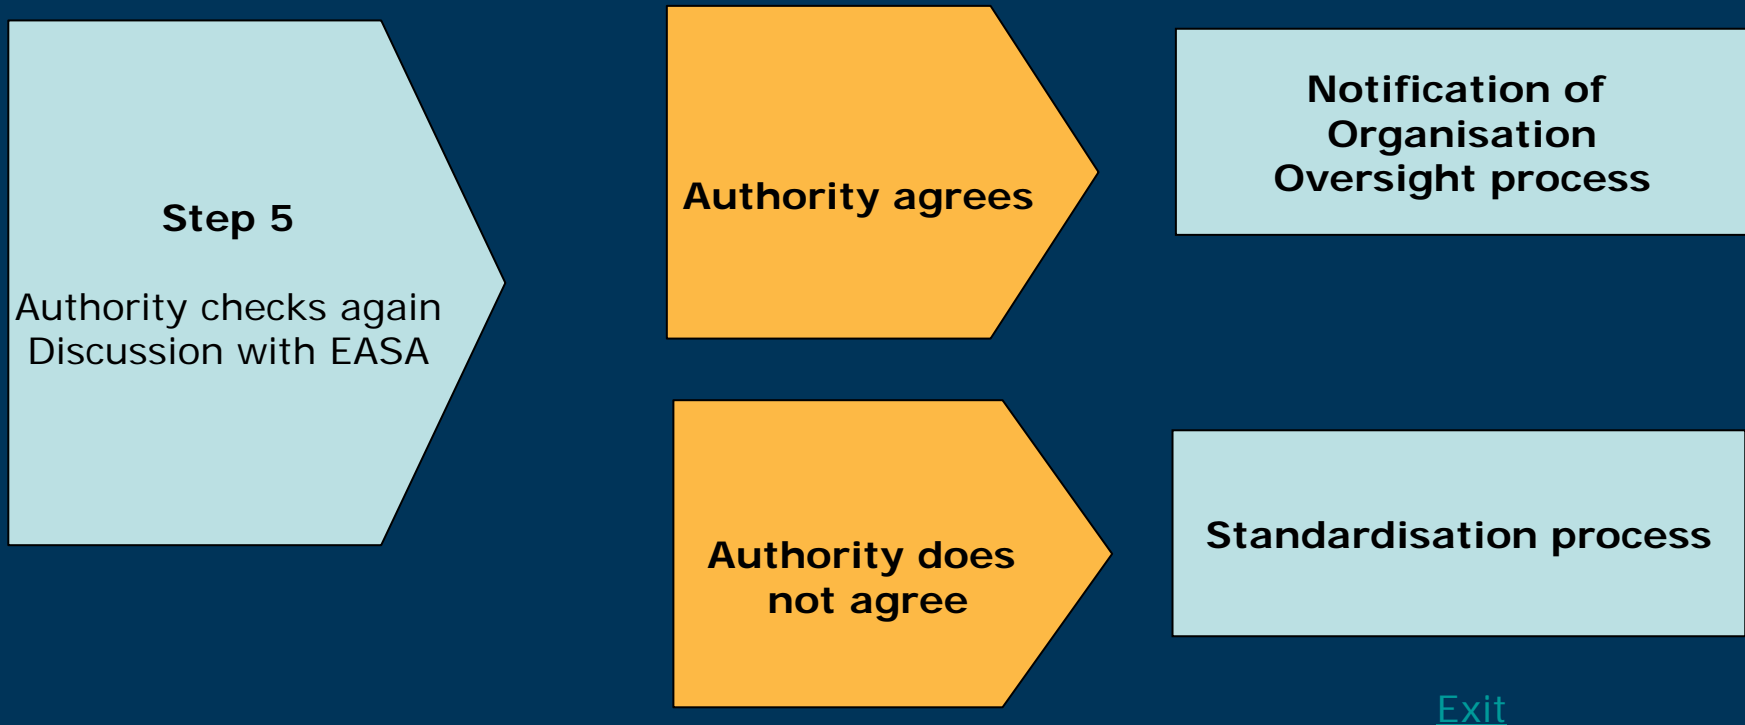 Step 5
Authority checks again
Discussion with EASA
Authority agrees
Notification of
Organisation
Oversight process
Authority does
not agree
Standardisation process
Exit